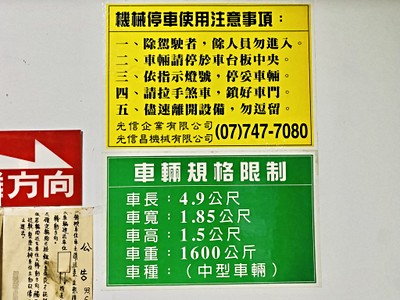 機械停車使用注意事項：
一、除駕駛者，餘人員勿進入。
二、車輛請停於車台板中央。
三、依指示燈號，停妥車輛。
四、請拉手煞車，鎖好車門。
五、儘速離開設備，勿逗留。
光信企業有限公司
光信昌機械有限公司
(07)747-7080
車輛規格限制
車長：4.9公尺
車寬：1.85公尺
車高：1.5公尺
車重：1600公斤
車種：（中型車輛）
方向
公告